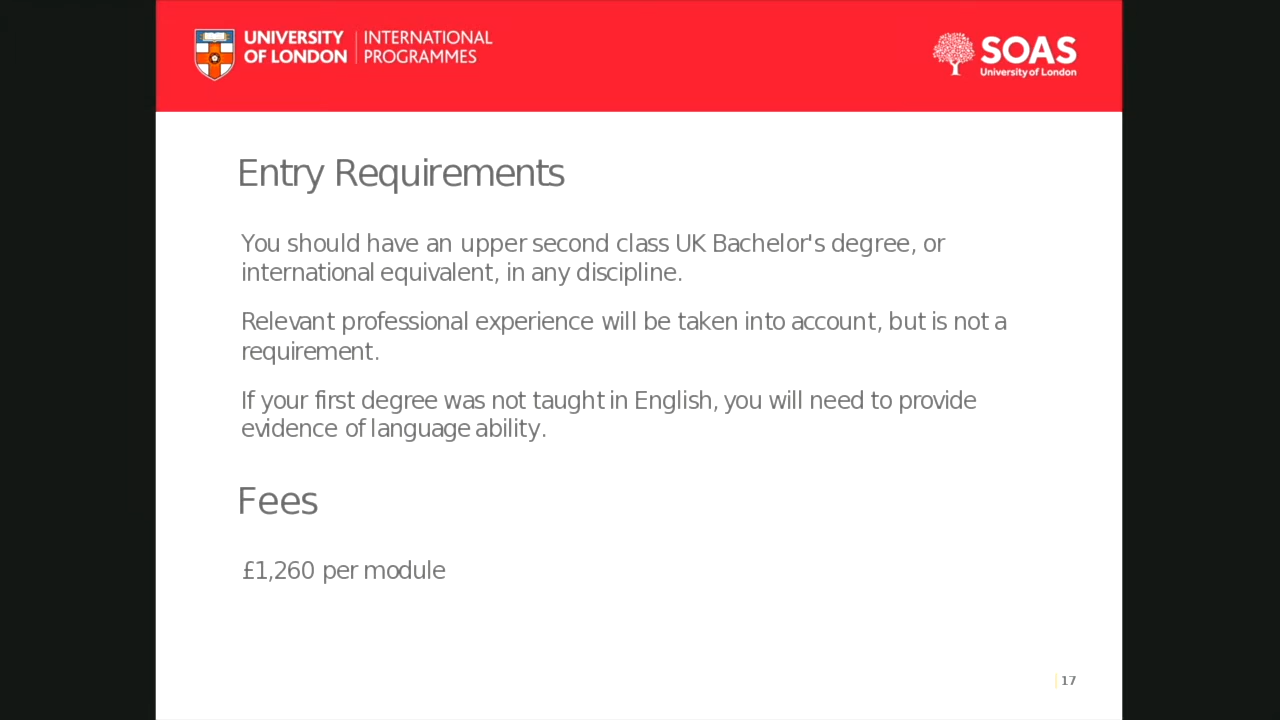 UNIVERSITY OF LONDON
INTERNATIONAL PROGRAMMES
SOAS
University of London
Entry Requirements
You should have an upper second class UK Bachelor's degree, or
international equivalent, in any discipline.
Relevant professional experience will be taken into account, but is not a
requirement.
If your first degree was not taught in English, you will need to provide
evidence of language ability.
Fees
£1,260 per module
17